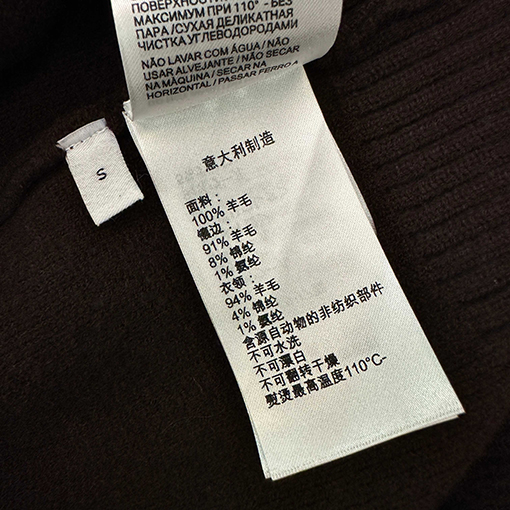 ПОВЕРХНОСТИ
МАКСИМУМ ПРИ 110° - БЕЗ
ПАРА / СУХАЯ ДЕЛИКАТНАЯ
ЧИСТКА УГЛЕВОДОРОДАМИ
NÃO LAVAR COM ÁGUA / NÃO
USAR ALVEJANTE / NÃO SECAR
NA MÁQUINA / SECAR NA
HORIZONTAL / PASSAR FERRO A
S
意大利制造
面料：
100% 羊毛
镶边：
91% 羊毛
8% 锦纶
1% 氨纶
衣领：
94% 羊毛
4% 锦纶
1% 氨纶
含源自动物的非纺织部件
不可水洗
不可漂白
不可翻转干燥
熨烫最高温度110°C-